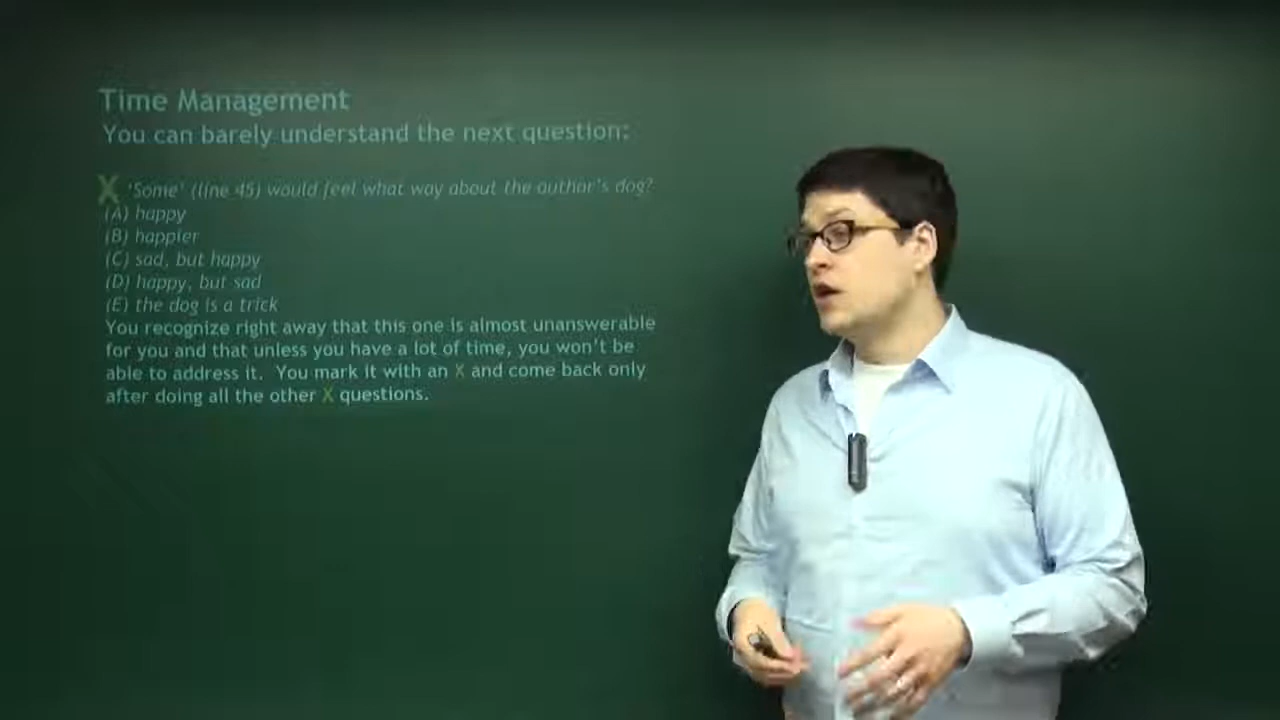 Time Management
You can barely understand the next question:
X 'Some' (line 45) would feel what way about the author's dog?
(A) happy
(B) happier
(C) sad, but happy
(D) happy, but sad
(E) the dog is a trick
You recognize right away that this one is almost unanswerable
for you and that unless you have a lot of time, you won't be
able to address it.  You mark it with an X and come back only
after doing all the other X questions.